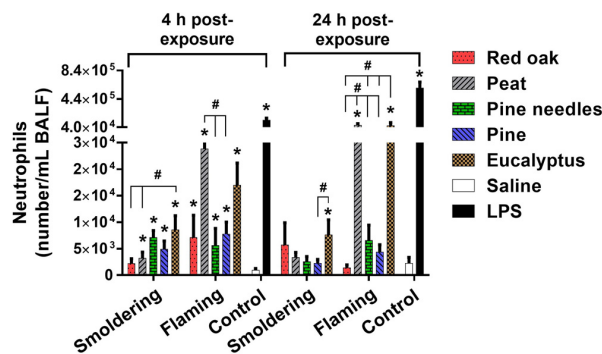 4 h post-
exposure
24 h post-
exposure
8.4×10⁵
4.4×10⁵
4.0×10⁴
3×10⁴
2×10⁴
1×10⁴
5×10³
0
Neutrophils
(number/mL BALF)
# # # # #
* * * * * * * * * * * * * *
Smoldering
Flaming
Control
Smoldering
Flaming
Control
Red oak
Peat
Pine needles
Pine
Eucalyptus
Saline
LPS